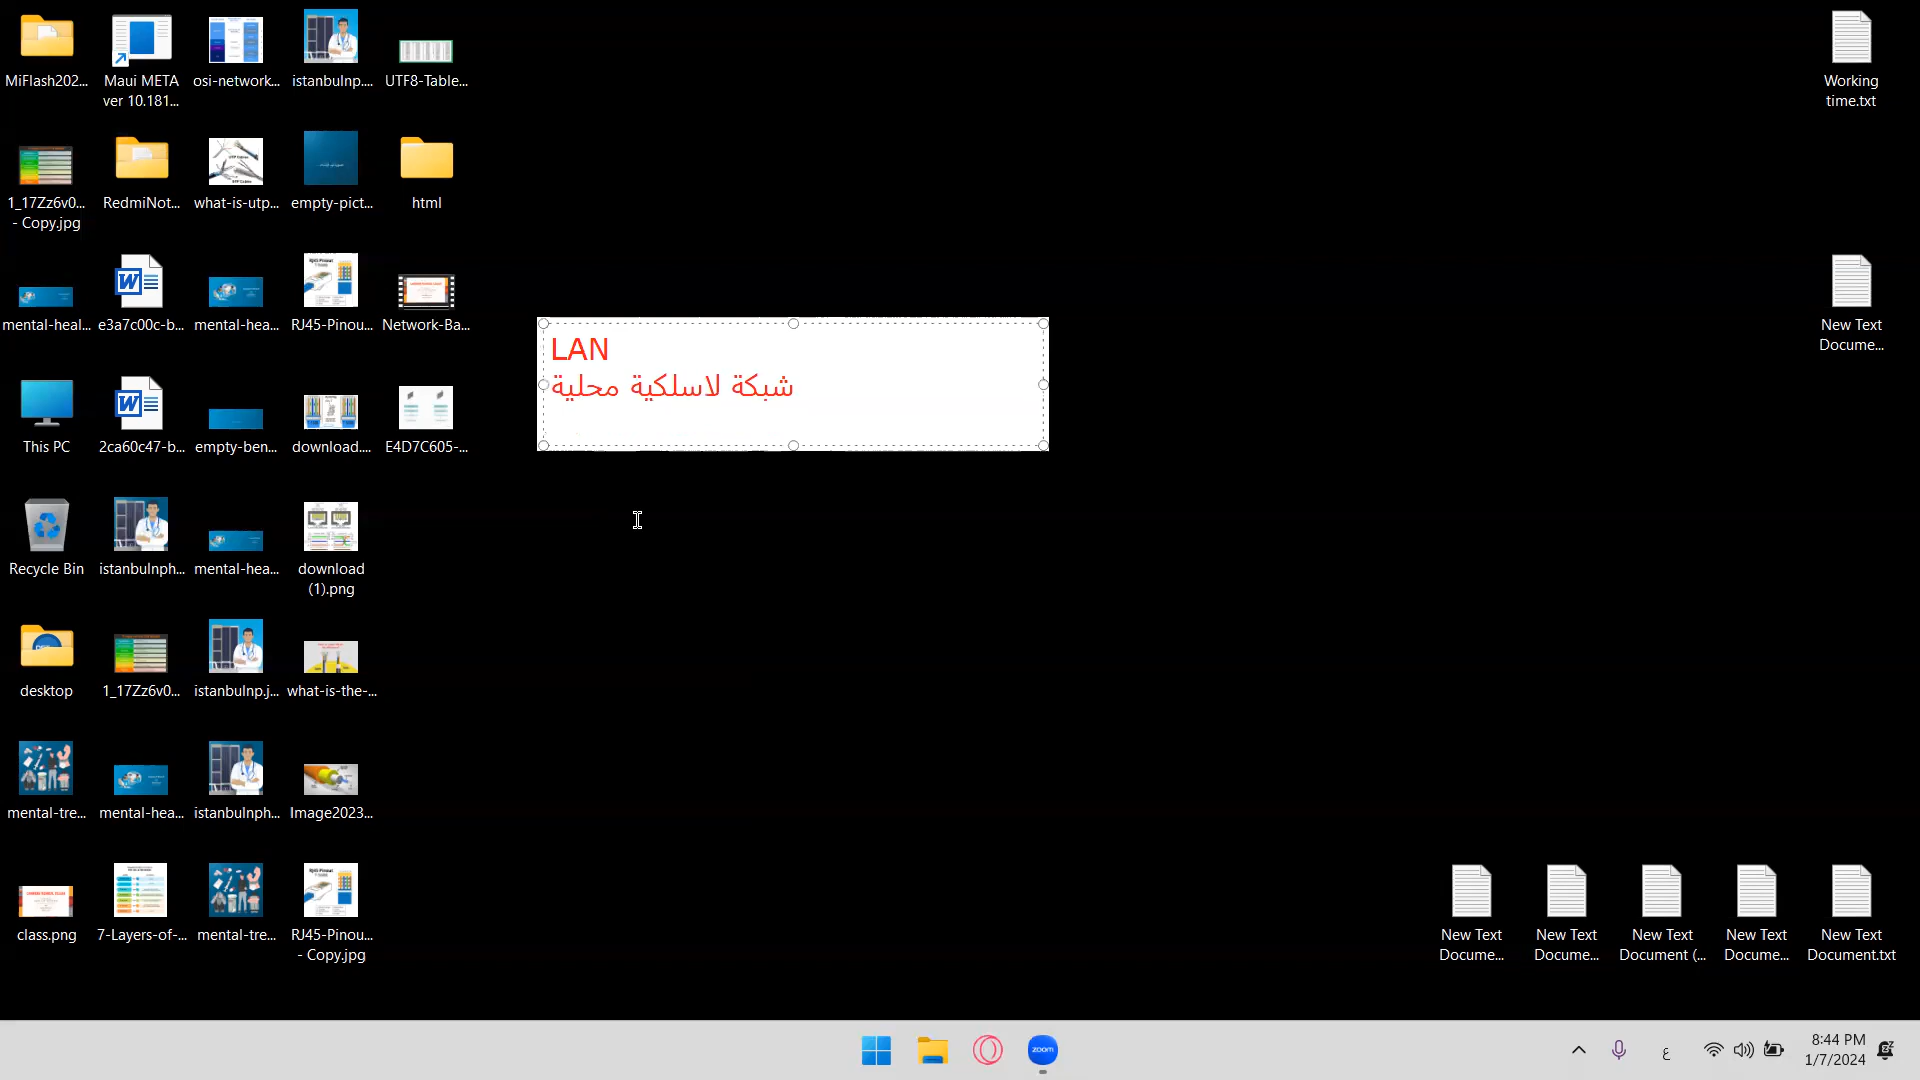 MiFlash202...
Maui META
ver 10.181...
osi-network...
istanbulnp....
UTF8-Table...
Working
time.txt
1_17Zz6v0...
- Copy.jpg
RedmiNot...
what-is-utp...
empty-pict...
html
mental-heal...
e3a7c00c-b...
mental-hea...
RJ45-Pinou...
Network-Ba...
New Text
Docume...
LAN
شبكة لاسلكية محلية
This PC
2ca60c47-b...
empty-ben...
download....
E4D7C605-...
Recycle Bin
istanbulnph...
mental-hea...
download
(1).png
desktop
1_17Zz6v0...
istanbulnp.j...
what-is-the-...
mental-tre...
mental-hea...
istanbulnph...
Image2023...
class.png
7-Layers-of-...
mental-tre...
RJ45-Pinou...
- Copy.jpg
New Text
Docume...
New Text
Docume...
New Text
Document (...
New Text
Docume...
New Text
Document.txt
zoom
ع
8:44 PM
1/7/2024